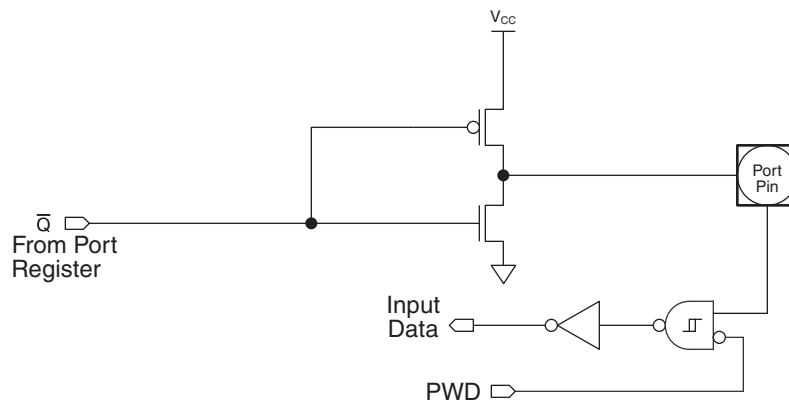 VCC
Port
Pin
Q̅
From Port
Register
Input
Data
PWD